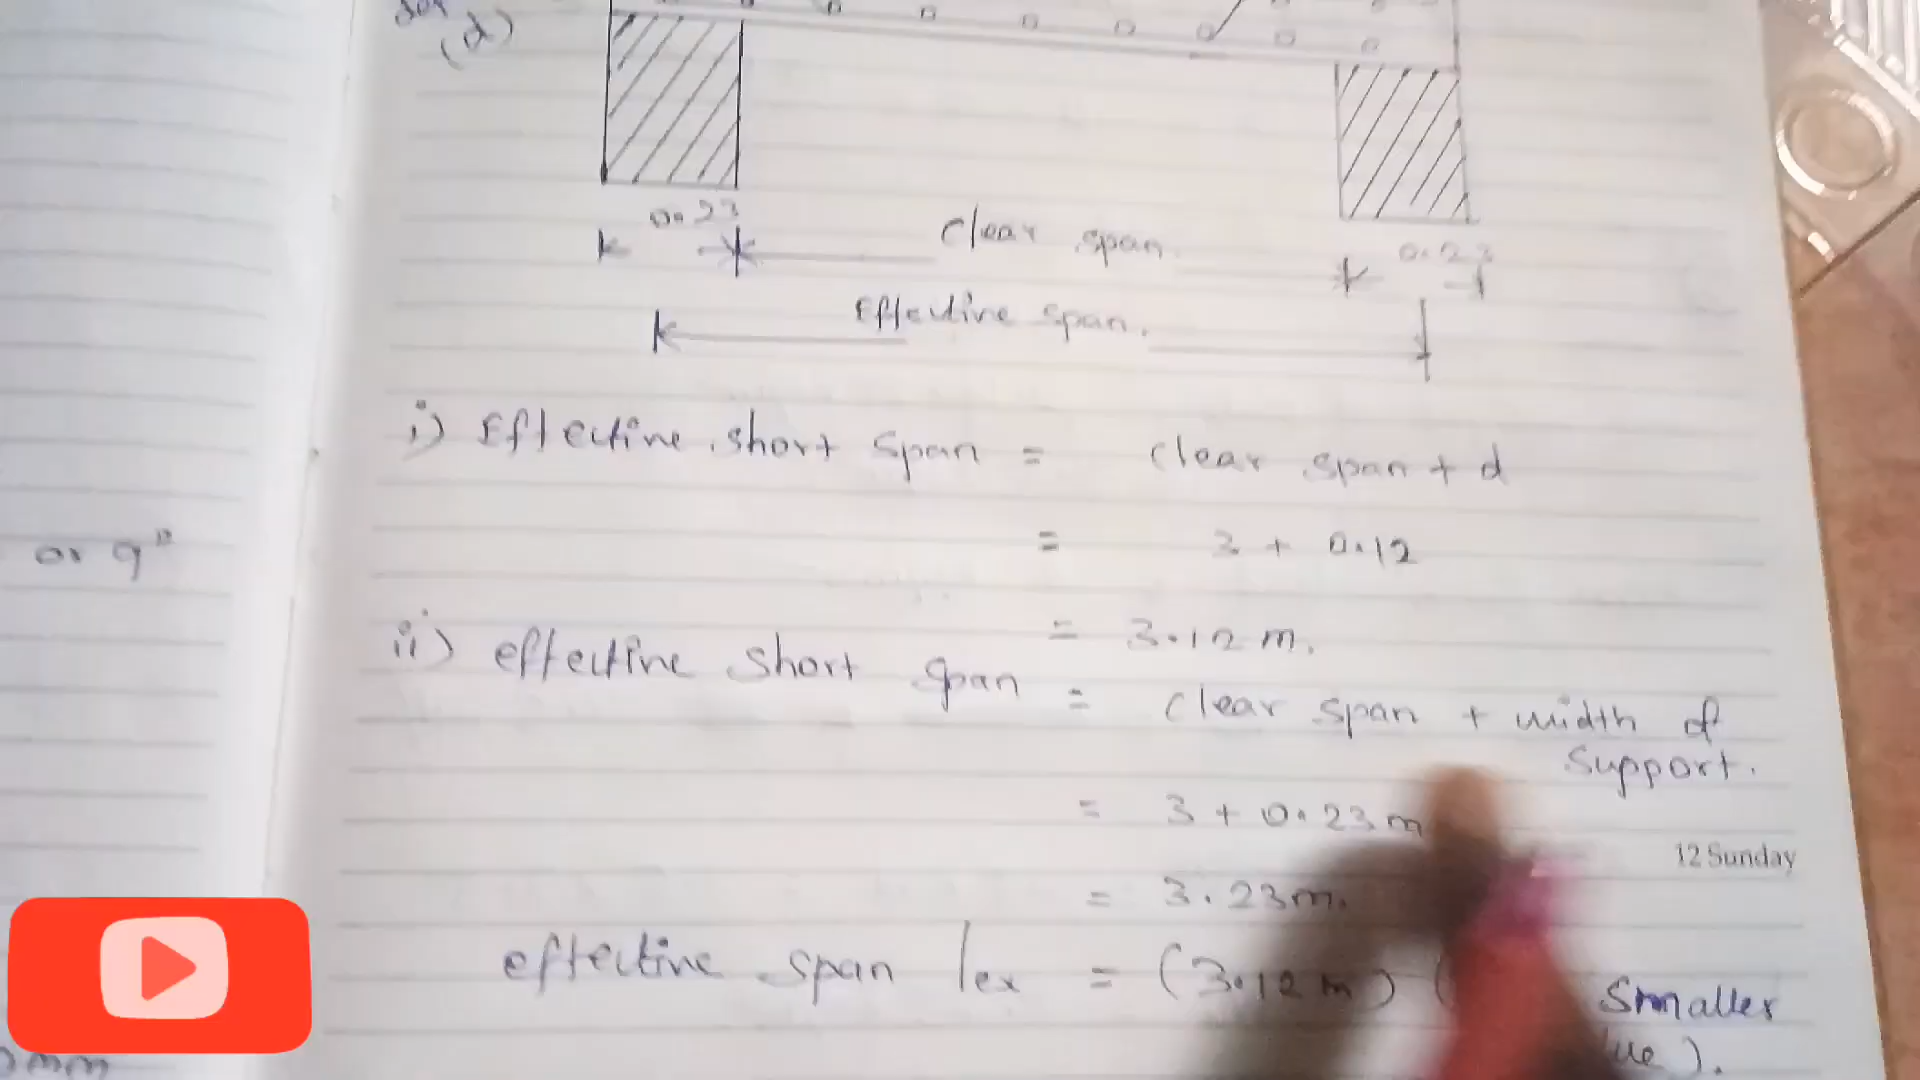 (d)
0.23
Clear span
0.23
Effective span.
i) Effective short span = clear span + d
= 3 + 0.12
or 9"
= 3.12 m.
ii) effective short span = clear span + width of
support.
= 3 + 0.23 m
12 Sunday
= 3.23m.
effective span lex = (3.12 m) ( Smaller